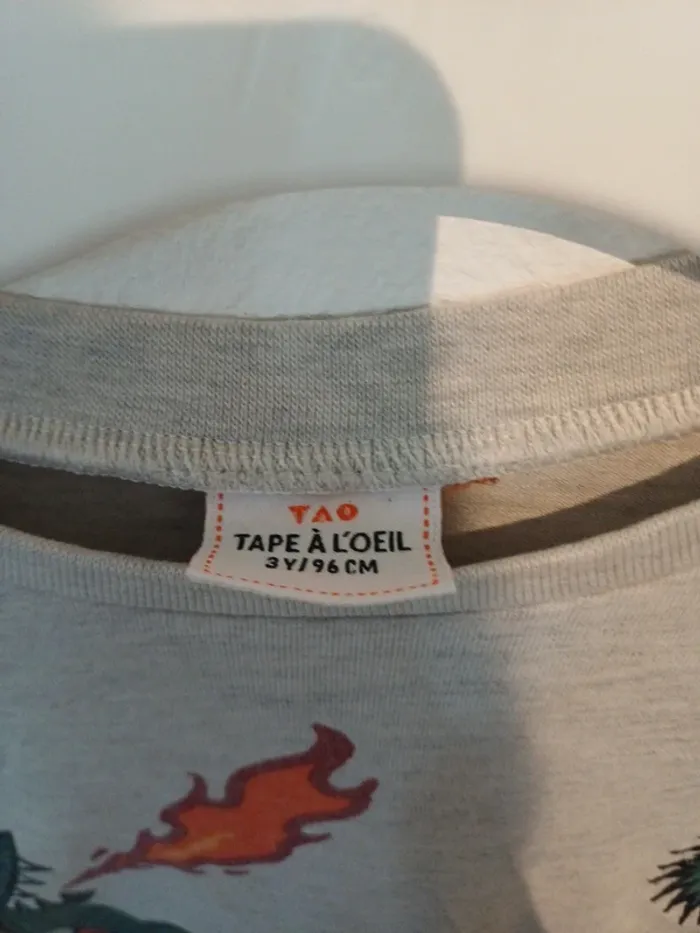 TAO
TAPE À L'OEIL
3Y/96CM